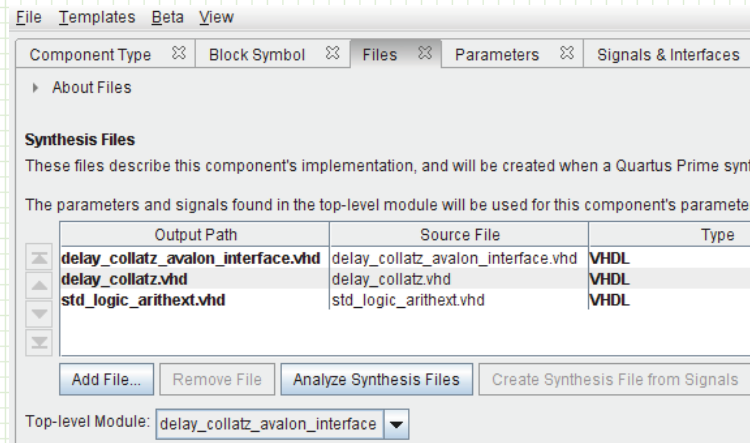 File Templates Beta View
Component Type Block Symbol Files Parameters Signals & Interfaces
About Files
Synthesis Files
These files describe this component's implementation, and will be created when a Quartus Prime
The parameters and signals found in the top-level module will be used for this component's
Output Path Source File Type
delay_collatz_avalon_interface.vhd delay_collatz_avalon_interface.vhd VHDL
delay_collatz.vhd delay_collatz.vhd VHDL
std_logic_arithext.vhd std_logic_arithext.vhd VHDL
Add File... Remove File Analyze Synthesis Files Create Synthesis File from Signals
Top-level Module: delay_collatz_avalon_interface